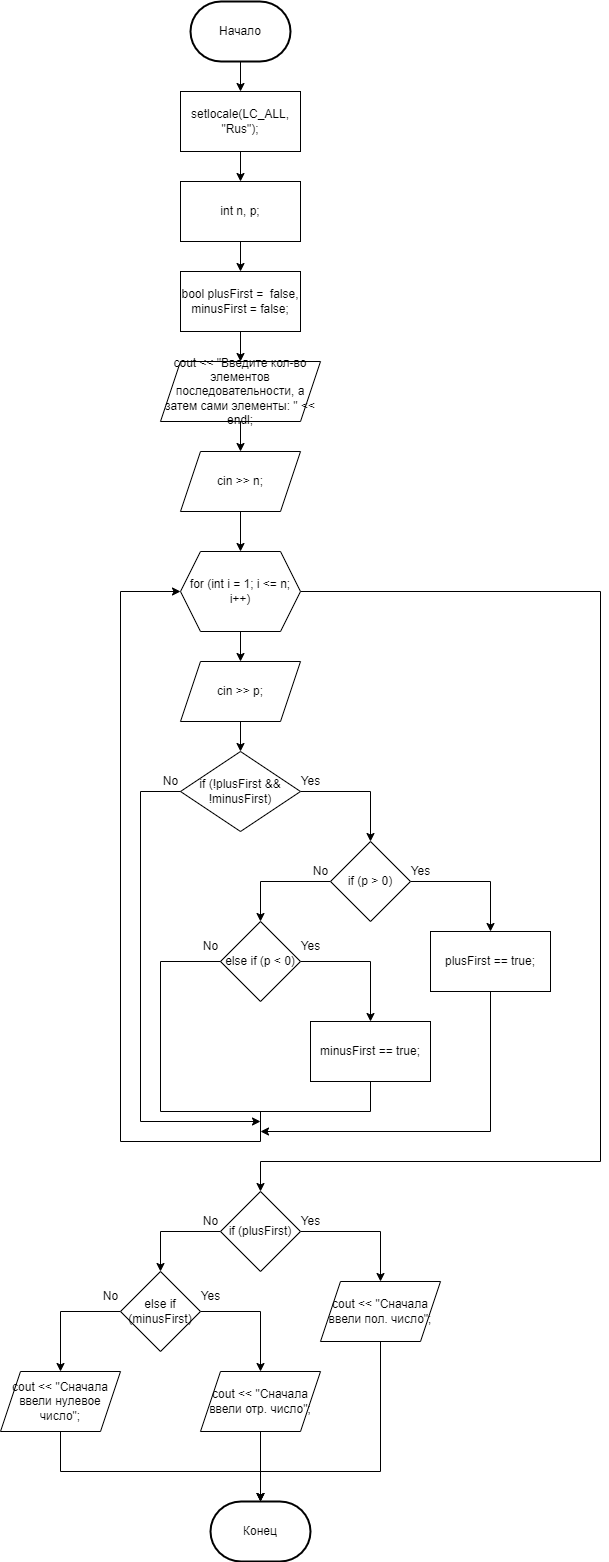 Начало
setlocale(LC_ALL,
"Rus");
int n, p;
bool plusFirst = false,
minusFirst = false;
cout << "Введите кол-во
элементов
последовательности, а
затем сами элементы: " <<
endl;
cin >> n;
for (int i = 1; i <= n;
i++)
cin >> p;
No
if (!plusFirst &&
!minusFirst)
Yes
No
if (p > 0)
Yes
No
else if (p < 0)
Yes
plusFirst == true;
minusFirst == true;
No
if (plusFirst)
Yes
No
else if
(minusFirst)
Yes
cout << "Сначала
ввели пол. число";
cout << "Сначала
ввели нулевое
число";
cout << "Сначала
ввели отр. число";
Конец